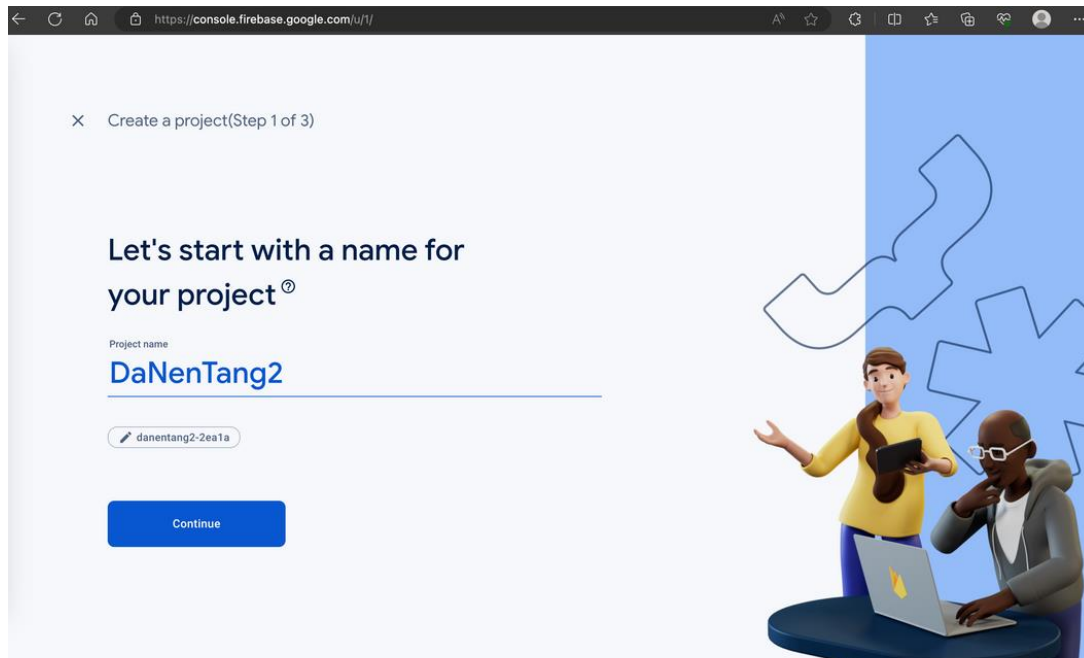 https://console.firebase.google.com/u/1/
Create a project(Step 1 of 3)
Let's start with a name for
your project
Project name
DaNenTang2
danentang2-2ea1a
Continue